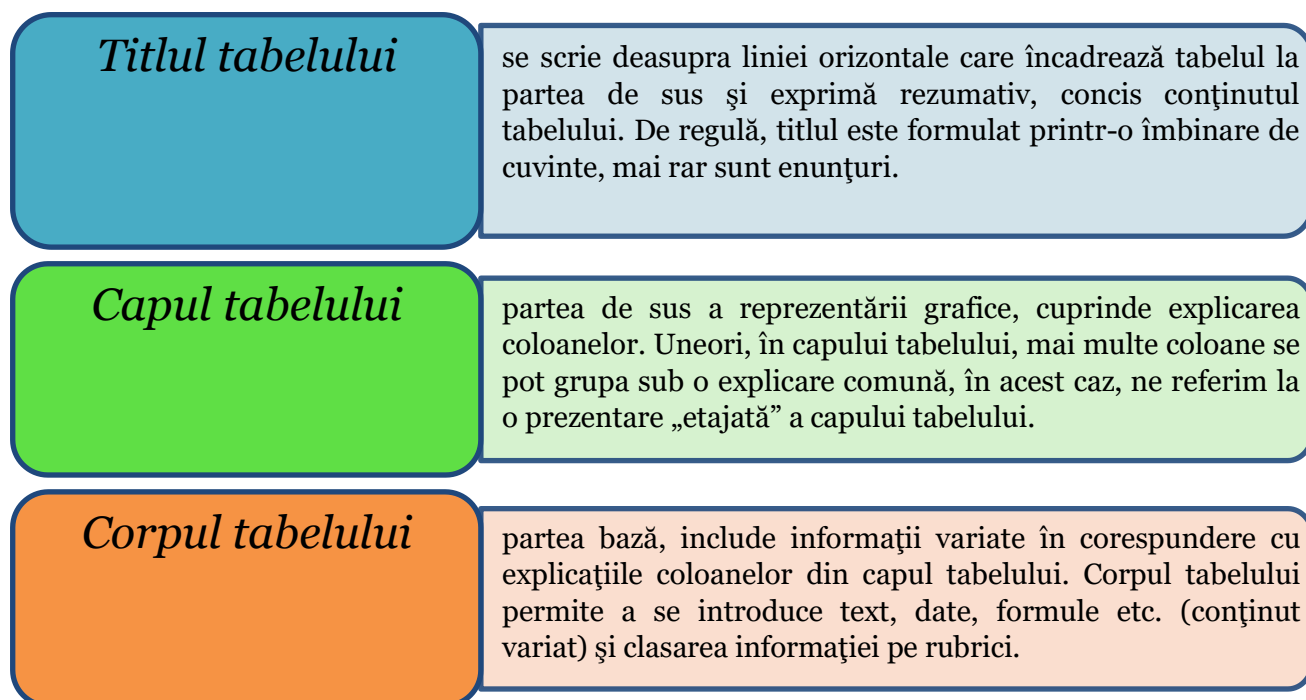 Titlul tabelului
se scrie deasupra liniei orizontale care încadrează tabelul la
partea de sus şi exprimă rezumativ, concis conţinutul
tabelului. De regulă, titlul este formulat printr-o îmbinare de
cuvinte, mai rar sunt enunţuri.
Capul tabelului
partea de sus a reprezentării grafice, cuprinde explicarea
coloanelor. Uneori, în capului tabelului, mai multe coloane se
pot grupa sub o explicare comună, în acest caz, ne referim la
o prezentare „etajată” a capului tabelului.
Corpul tabelului
partea bază, include informaţii variate în corespundere cu
explicaţiile coloanelor din capul tabelului. Corpul tabelului
permite a se introduce text, date, formule etc. (conţinut
variat) şi clasarea informaţiei pe rubrici.